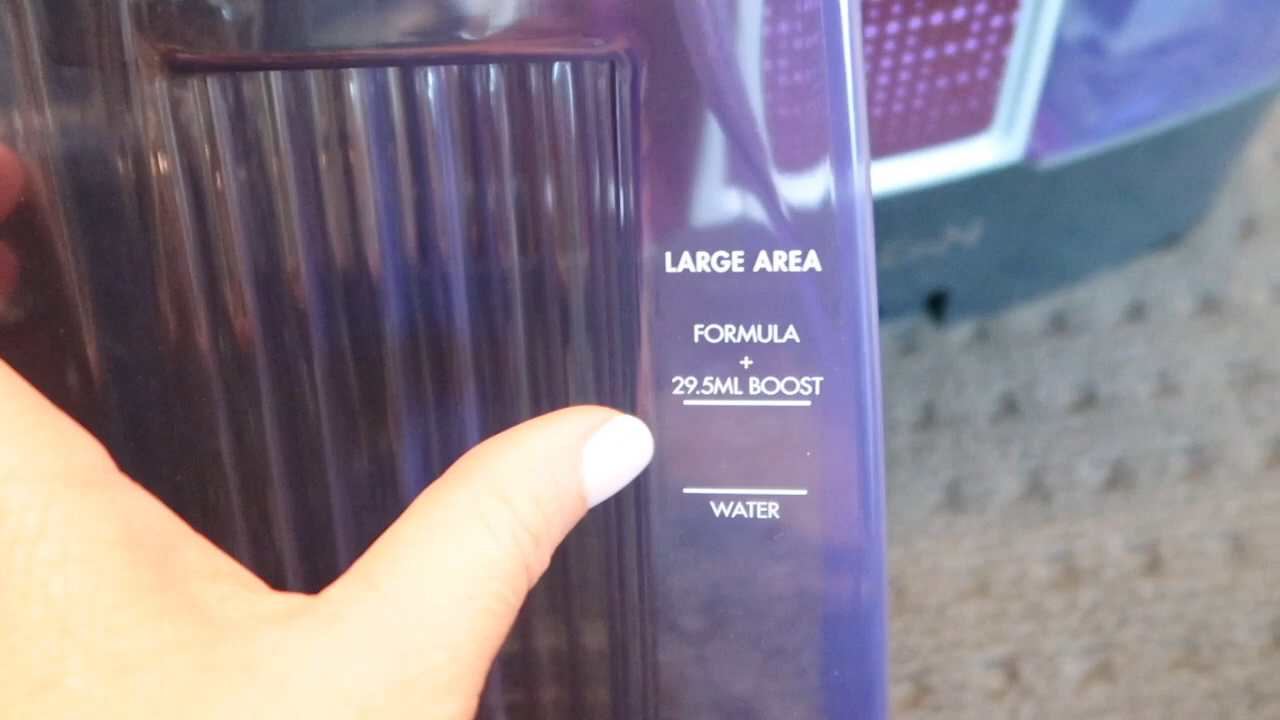 LARGE AREA
FORMULA
+
29.5ML BOOST
WATER